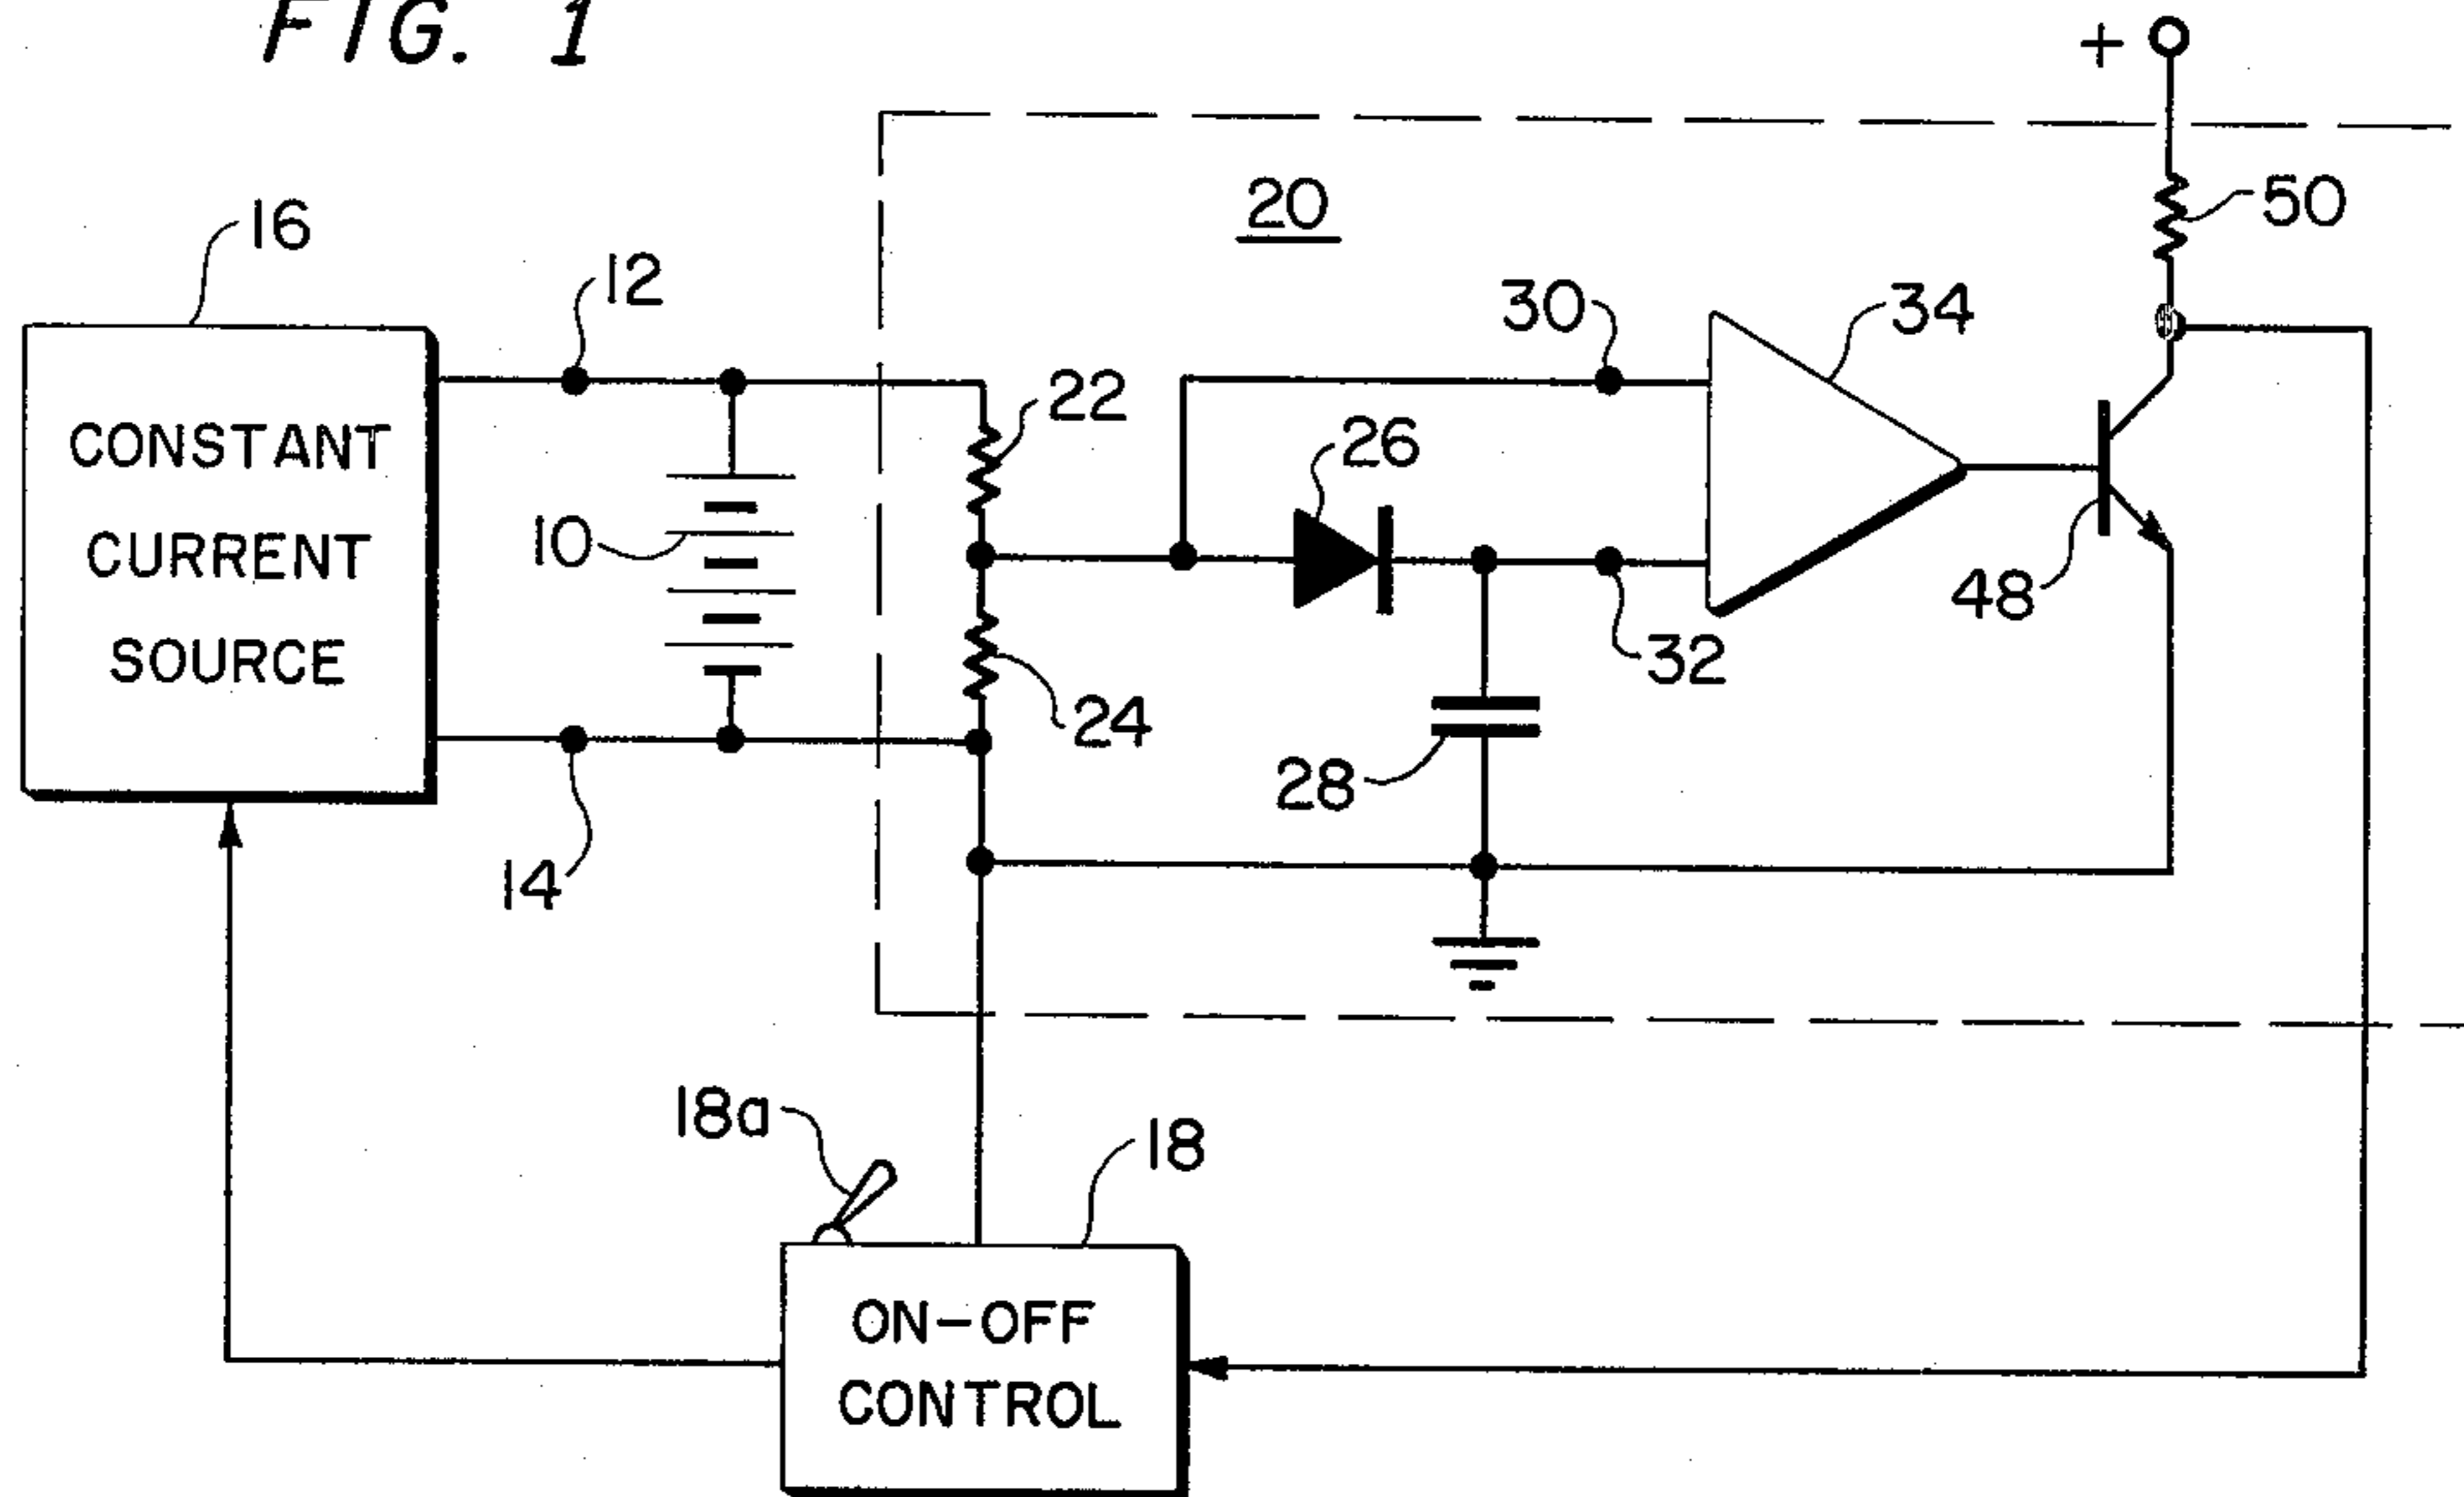 FIG. 1
+
20
50
16
12
30
34
22
26
CONSTANT
CURRENT
SOURCE
10
48
32
24
28
14
18a
18
ON-OFF
CONTROL